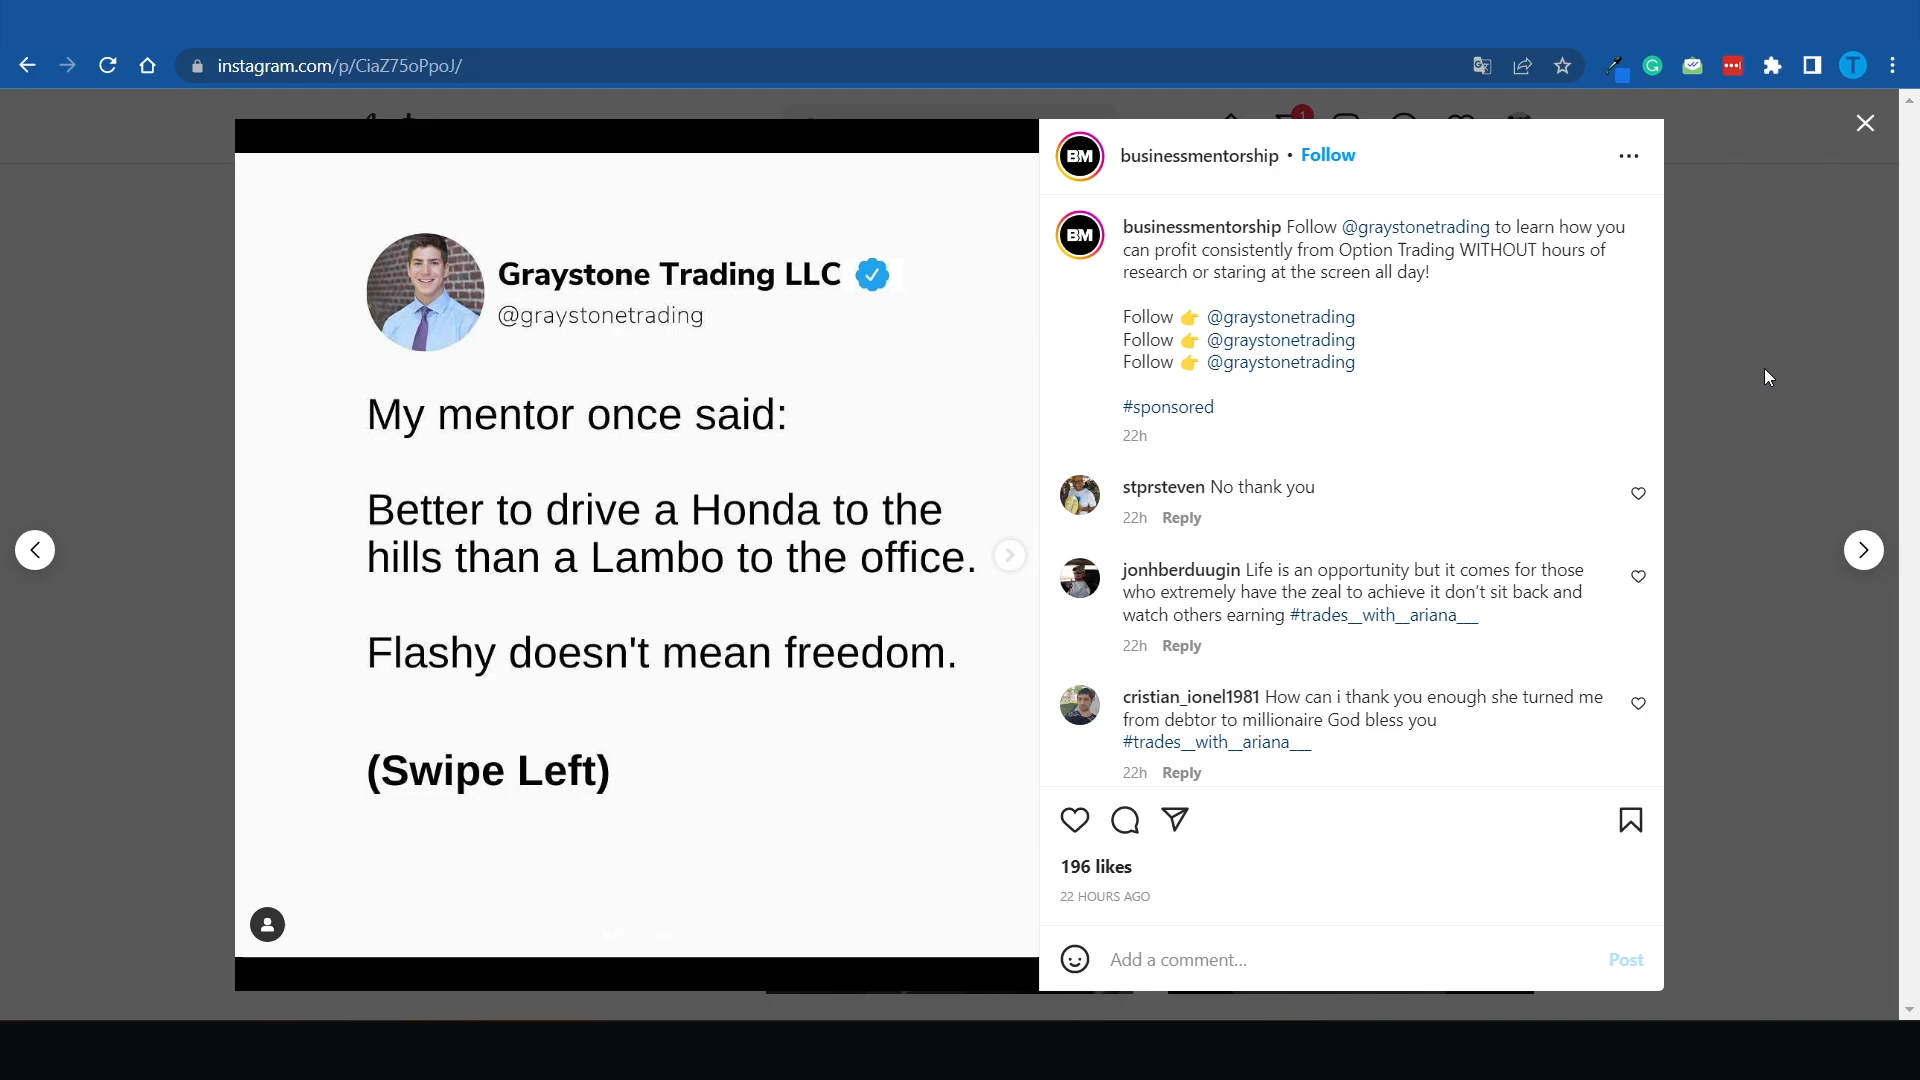 instagram.com/p/CiaZ75oPpoJ/
T
1
Graystone Trading LLC
@graystonetrading
My mentor once said:
Better to drive a Honda to the
hills than a Lambo to the office.
Flashy doesn't mean freedom.
(Swipe Left)
BM
businessmentorship • Follow
BM
businessmentorship Follow @graystonetrading to learn how you
can profit consistently from Option Trading WITHOUT hours of
research or staring at the screen all day!
Follow 👉 @graystonetrading
Follow 👉 @graystonetrading
Follow 👉 @graystonetrading
#sponsored
22h
stprsteven No thank you
22h Reply
jonhberduugin Life is an opportunity but it comes for those
who extremely have the zeal to achieve it don't sit back and
watch others earning #trades__with__ariana___
22h Reply
cristian_ionel1981 How can i thank you enough she turned me
from debtor to millionaire God bless you
#trades__with__ariana___
22h Reply
196 likes
22 HOURS AGO
Add a comment...
Post